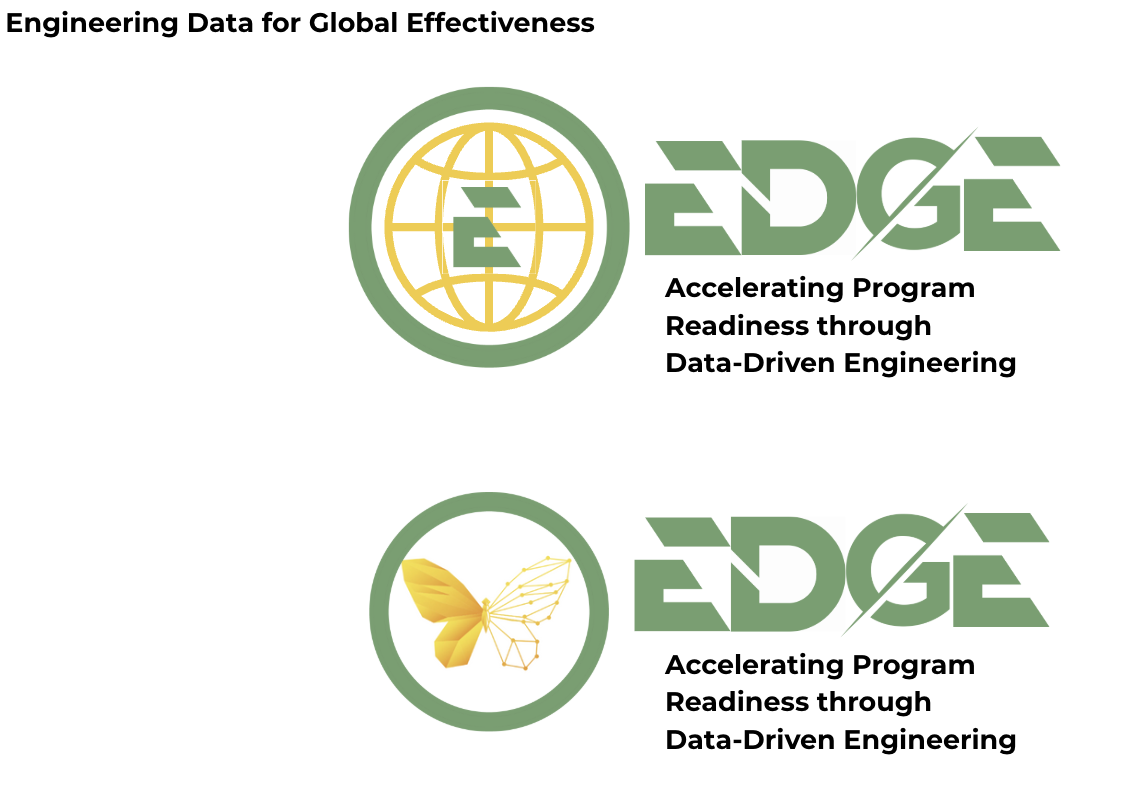 Engineering Data for Global Effectiveness
E
EDGE
Accelerating Program
Readiness through
Data-Driven Engineering
EDGE
Accelerating Program
Readiness through
Data-Driven Engineering